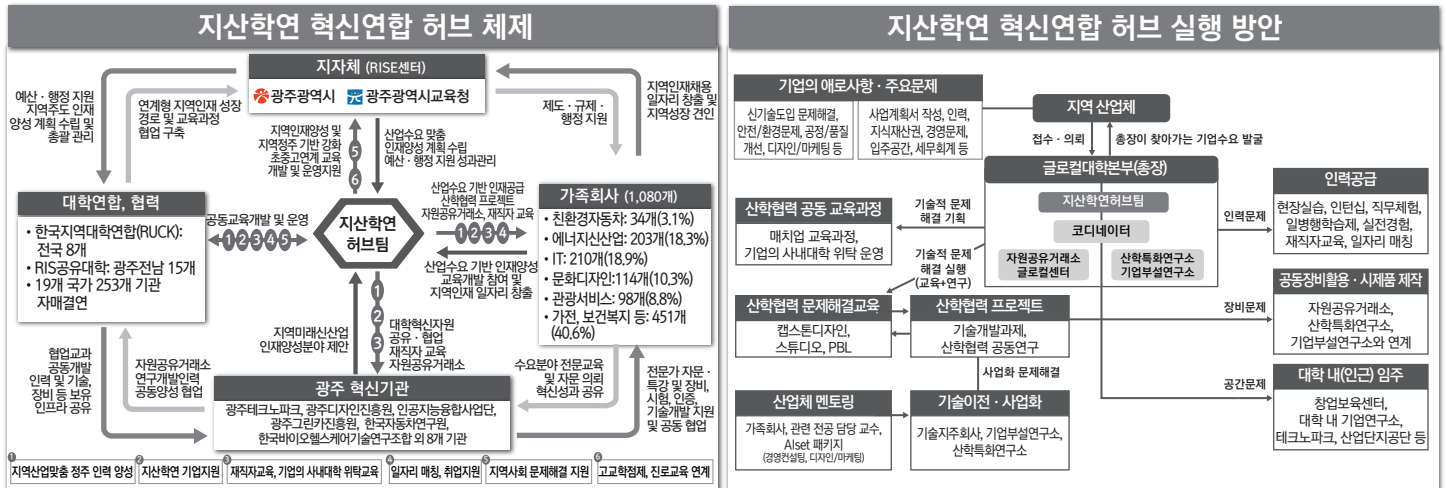 지산학연 혁신연합 허브 체제
지자체 (RISE센터)
광주광역시 광주광역시교육청
예산 · 행정 지원
지역주도 인재
양성 계획 수립 및
총괄 관리
연계형 지역인재 성장
경로 및 교육과정
협업 구축
지역인재양성 및
지역정주 기반 강화
초중고연계 교육
개발 및 운영지원
5
6
산업수요 맞춤
인재양성 계획 수립
예산 · 행정 지원 성과관리
제도 · 규제 ·
행정 지원
지역인재채용
일자리 창출 및
지역성장 견인
대학연합, 협력
• 한국지역대학연합(RUCK):
전국 8개
• RIS공유대학: 광주전남 15개
• 19개 국가 253개 기관
자매결연
공동교육개발 및 운영
1 2 3 4 5
지산학연
허브팀
산업수요 기반 인재공급
산학협력 프로젝트
자원공유거래소, 재직자 교육
1 2 3 4
산업수요 기반 인재양성
교육개발 참여 및
지역인재 일자리 창출
가족회사 (1,080개)
• 친환경자동차: 34개(3.1%)
• 에너지신산업: 203개(18.3%)
• IT: 210개(18,9%)
• 문화디자인:114개(10.3%)
• 관광서비스: 98개(8.8%)
• 가전, 보건복지 등: 451개
(40.6%)
협업교과
공동개발
인력 및 기술,
장비 등 보유
인프라 공유
자원공유거래소
연구개발인력
공동양성 협업
지역미래신산업
인재양성분야 제안
1
2
3
대학혁신자원
공유 · 협업
재직자 교육
자원공유거래소
수요분야 전문교육
및 자문 의뢰
혁신성과 공유
전문가 자문 ·
특강 및 장비,
시험, 인증,
기술개발 지원
및 공동 협업
광주 혁신기관
광주테크노파크, 광주디자인진흥원, 인공지능융합사업단,
광주그린카진흥원, 한국자동차연구원,
한국바이오헬스케어기술연구조합 외 8개 기관
1 지역산업맞춤 정주 인력 양성
2 지산학연 기업지원
3 재직자교육, 기업의 사내대학 위탁교육
4 일자리 매칭, 취업지원
5 지역사회 문제해결 지원
6 고교학점제, 진로교육 연계
지산학연 혁신연합 허브 실행 방안
기업의 애로사항 · 주요문제
신기술도입 문제해결,
안전/환경문제, 공정/품질
개선, 디자인/마케팅 등
사업계획서 작성, 인력,
지식재산권, 경영문제,
입주공간, 세무회계 등
지역 산업체
접수 · 의뢰
총장이 찾아가는 기업수요 발굴
글로컬대학본부(총장)
지산학연허브팀
코디네이터
자원공유거래소
글로컬센터
산학특화연구소
기업부설연구소
산학협력 공동 교육과정
매치업 교육과정,
기업의 사내대학 위탁 운영
기술적 문제
해결 기획
기술적 문제
해결 실행
(교육+연구)
인력문제
인력공급
현장실습, 인턴십, 직무체험,
일병행학습제, 실전경험,
재직자교육, 일자리 매칭
산학협력 문제해결교육
캡스톤디자인,
스튜디오, PBL
산학협력 프로젝트
기술개발과제,
산학협력 공동연구
장비문제
공동장비활용 · 시제품 제작
자원공유거래소,
산학특화연구소,
기업부설연구소와 연계
사업화 문제해결
산업체 멘토링
가족회사, 관련 전공 담당 교수,
AIset 패키지
(경영컨설팅, 디자인/마케팅)
기술이전 · 사업화
기술지주회사, 기업부설연구소,
산학특화연구소
공간문제
대학 내(인근) 입주
창업보육센터,
대학 내 기업연구소,
테크노파크, 산업단지공단 등